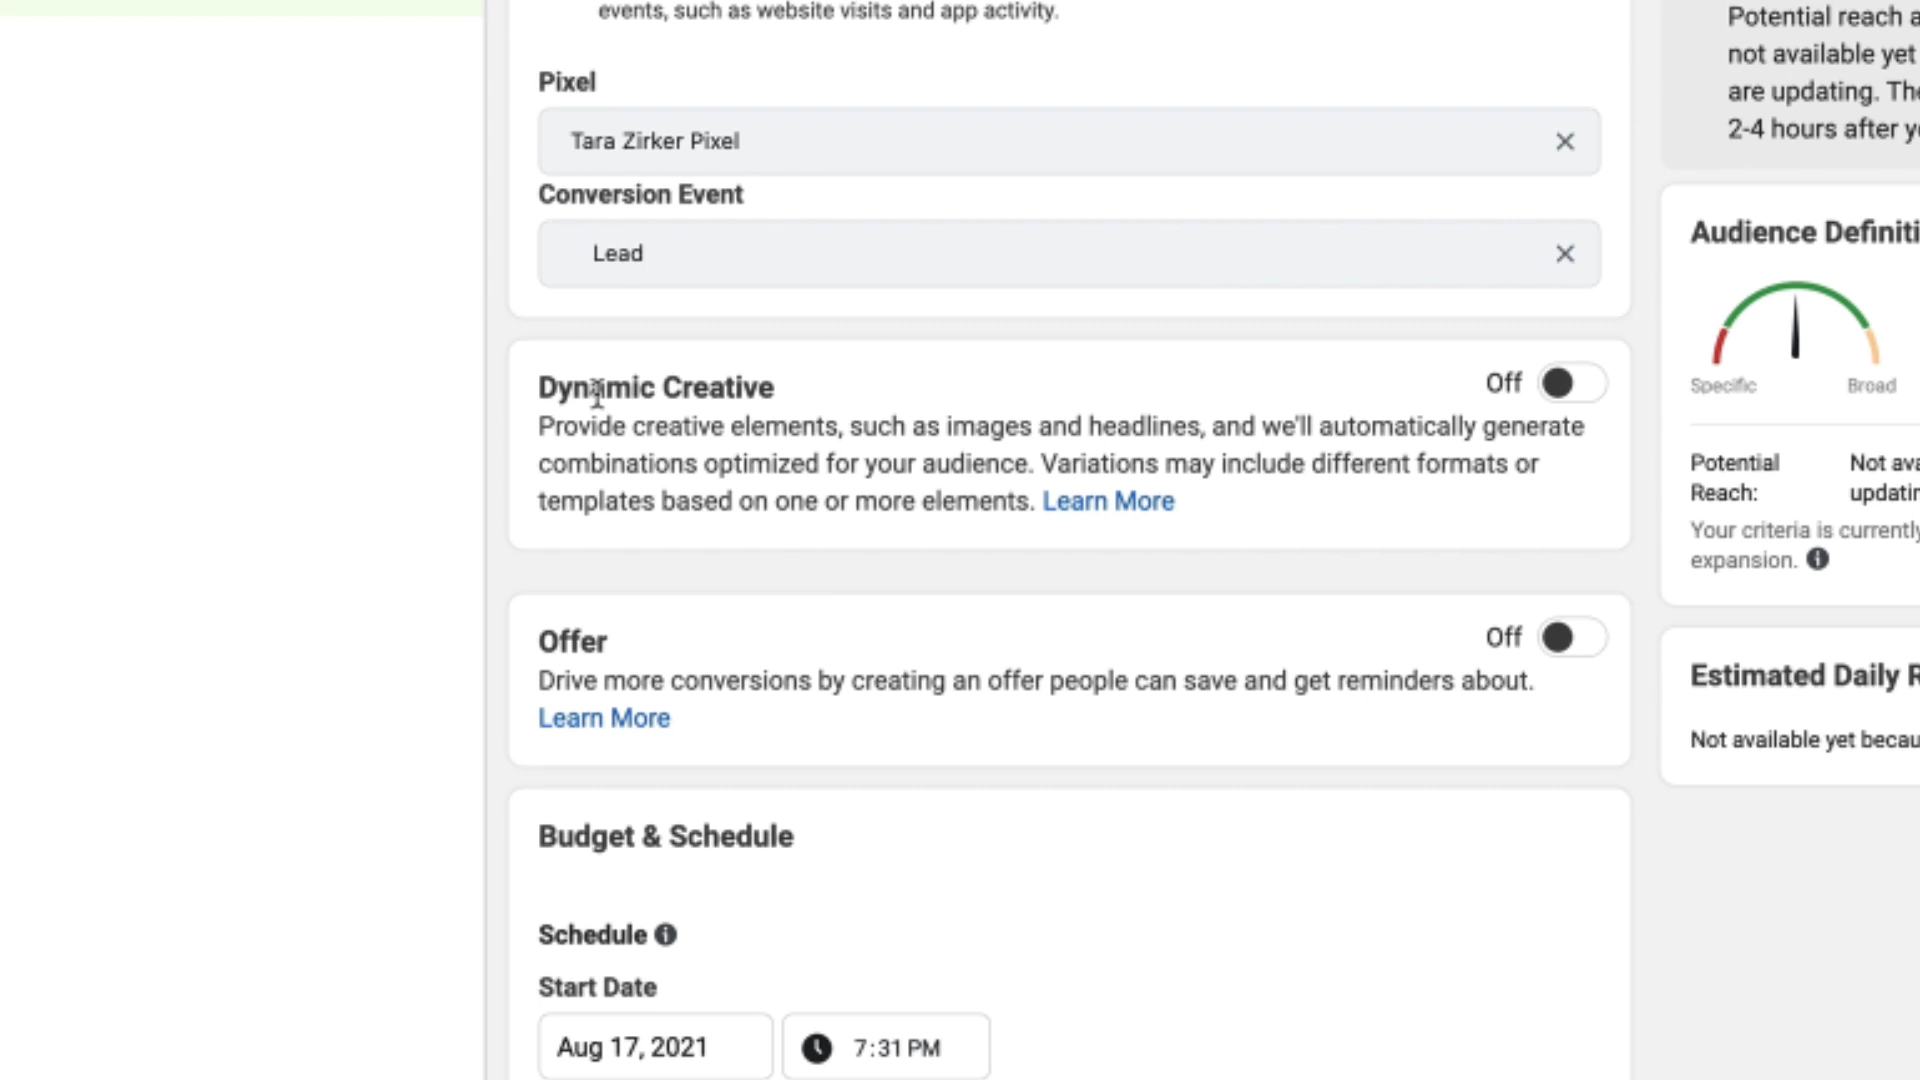 events, such as website visits and app activity.
Pixel
Tara Zirker Pixel
Conversion Event
Lead
Dynamic Creative
Off
Provide creative elements, such as images and headlines, and we'll automatically generate
combinations optimized for your audience. Variations may include different formats or
templates based on one or more elements. Learn More
Offer
Off
Drive more conversions by creating an offer people can save and get reminders about.
Learn More
Budget & Schedule
Schedule
Start Date
Aug 17, 2021
7:31 PM
Potential reach a
not available yet
are updating. The
2-4 hours after y
Audience Definiti
Specific
Broad
Potential
Reach:
Not ava
updatin
Your criteria is currently
expansion.
Estimated Daily R
Not available yet becau